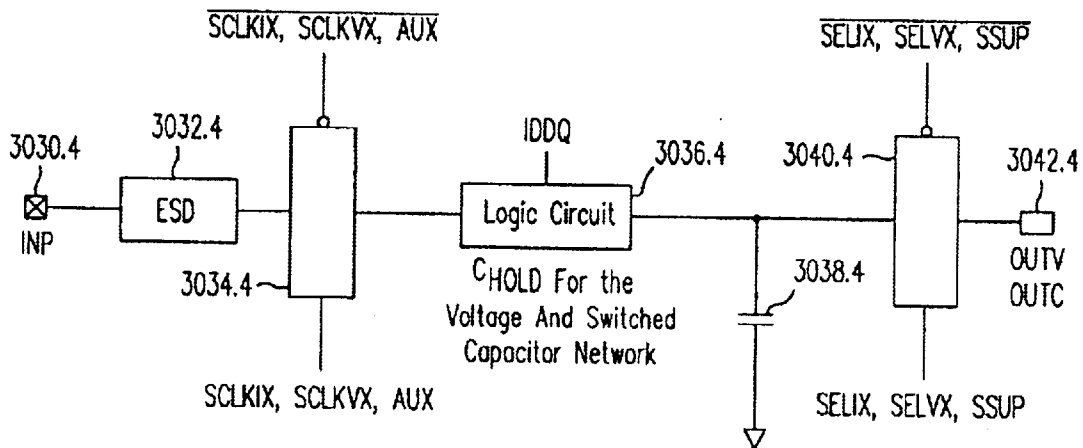 SCLKIX, SCLKVX, AUX
SELIX, SELVX, SSUP
3030.4
3032.4
IDDQ
3036.4
3040.4
3042.4
ESD
Logic Circuit
INP
3034.4
CHOLD For the
Voltage And Switched
Capacitor Network
3038.4
OUTV
OUTC
SCLKIX, SCLKVX, AUX
SELIX, SELVX, SSUP